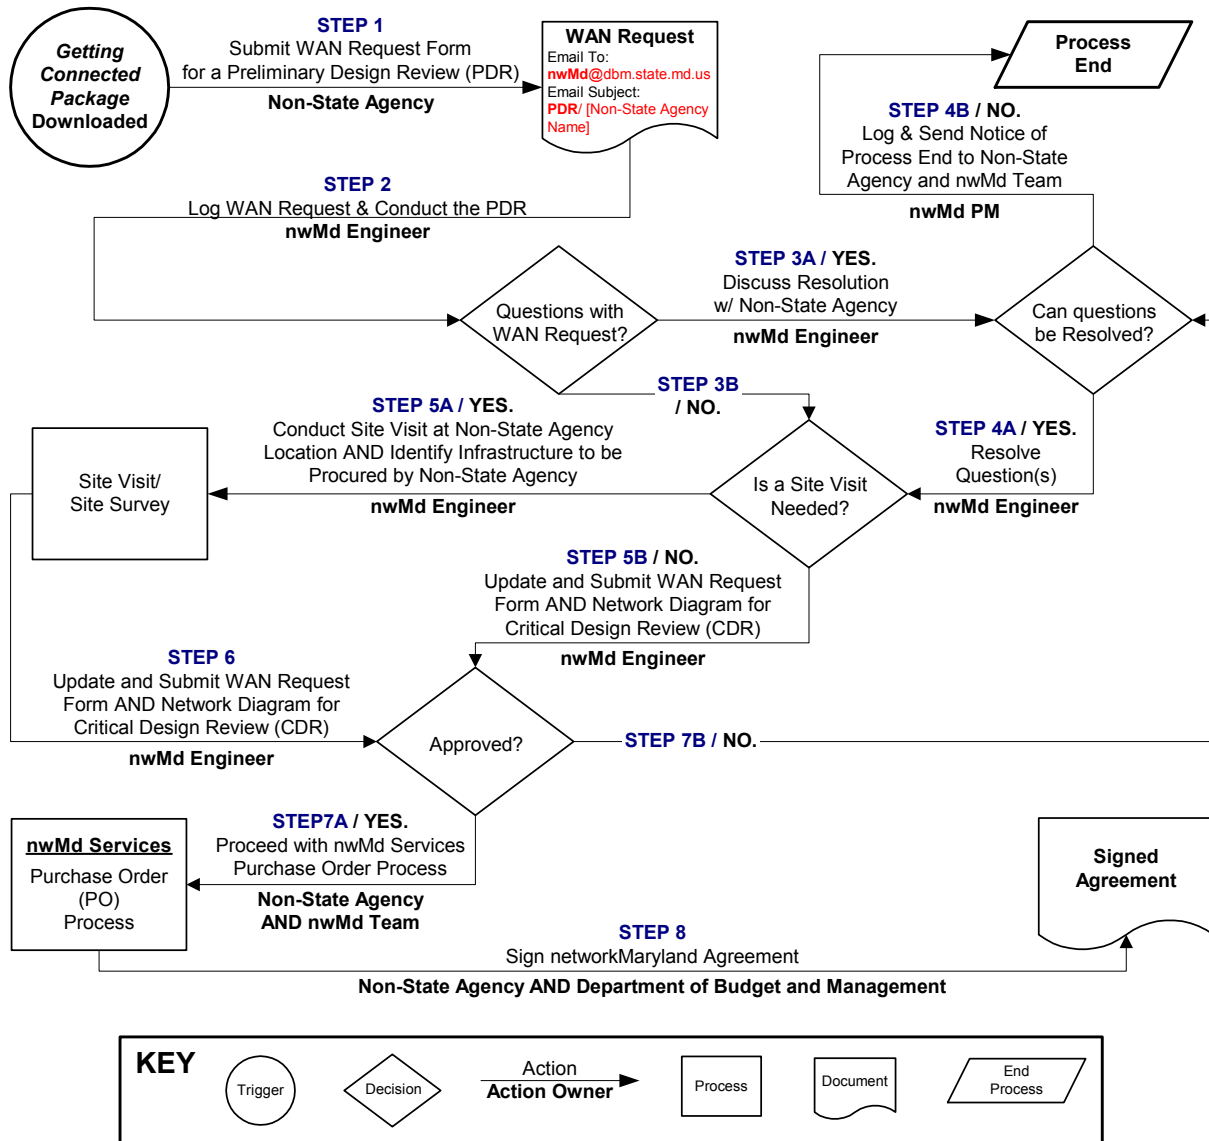 Getting
Connected
Package
Downloaded
STEP 1
Submit WAN Request Form
for a Preliminary Design Review (PDR)
Non-State Agency
WAN Request
Email To:
nwMd@dbm.state.md.us
Email Subject:
PDR/ [Non-State Agency
Name]
Process
End
STEP 4B / NO.
Log & Send Notice of
Process End to Non-State
Agency and nwMd Team
nwMd PM
STEP 2
Log WAN Request & Conduct the PDR
nwMd Engineer
Questions with
WAN Request?
STEP 3A / YES.
Discuss Resolution
w/ Non-State Agency
nwMd Engineer
Can questions
be Resolved?
STEP 3B
/ NO.
STEP 4A / YES.
Resolve
Question(s)
nwMd Engineer
Is a Site Visit
Needed?
STEP 5A / YES.
Conduct Site Visit at Non-State Agency
Location AND Identify Infrastructure to be
Procured by Non-State Agency
nwMd Engineer
Site Visit/
Site Survey
STEP 5B / NO.
Update and Submit WAN Request
Form AND Network Diagram for
Critical Design Review (CDR)
nwMd Engineer
STEP 6
Update and Submit WAN Request
Form AND Network Diagram for
Critical Design Review (CDR)
nwMd Engineer
Approved?
STEP 7B / NO.
STEP7A / YES.
Proceed with nwMd Services
Purchase Order Process
Non-State Agency
AND nwMd Team
nwMd Services
Purchase Order
(PO)
Process
STEP 8
Sign networkMaryland Agreement
Non-State Agency AND Department of Budget and Management
Signed
Agreement
KEY
Trigger
Decision
Action
Action Owner
Process
Document
End
Process